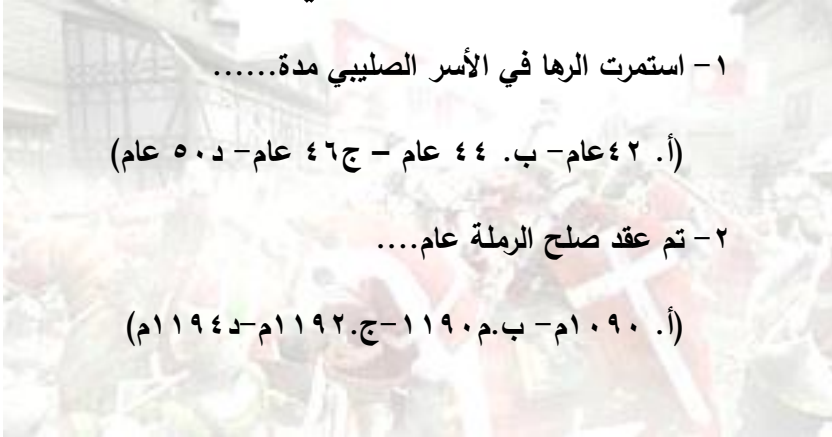 ١- استمرت الرها في الأسر الصليبي مدة......
(أ. ٤٢عام- ب. ٤٤ عام – ج٤٦ عام- د٥٠ عام)
٢- تم عقد صلح الرملة عام....
(أ. ١٠٩٠م- ب.م١١٩٠-ج.١١٩٢م-د١١٩٤م)